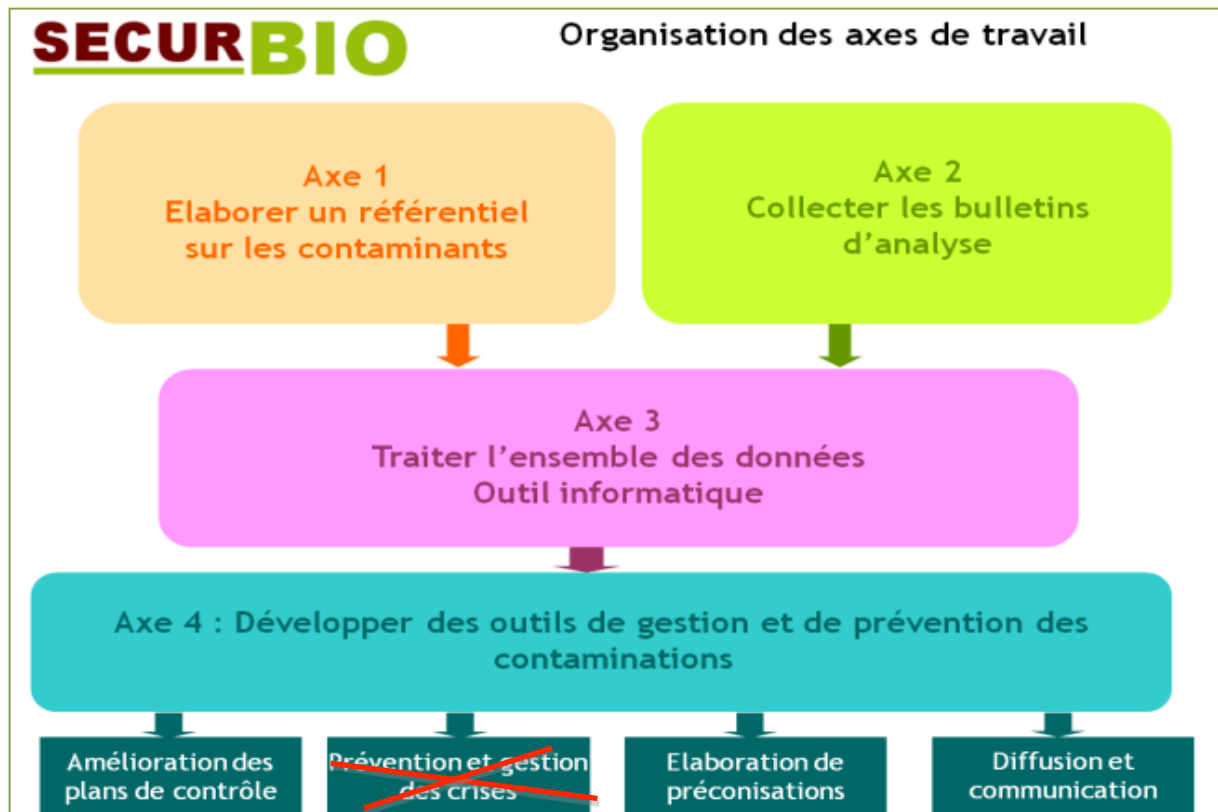 SECURBIO
Organisation des axes de travail
Axe 1
Elaborer un référentiel
sur les contaminants
Axe 2
Collecter les bulletins
d’analyse
Axe 3
Traiter l’ensemble des données
Outil informatique
Axe 4 : Développer des outils de gestion et de prévention des
contaminations
Amélioration des
plans de contrôle
Prévention et gestion
des crises
Elaboration de
préconisations
Diffusion et
communication